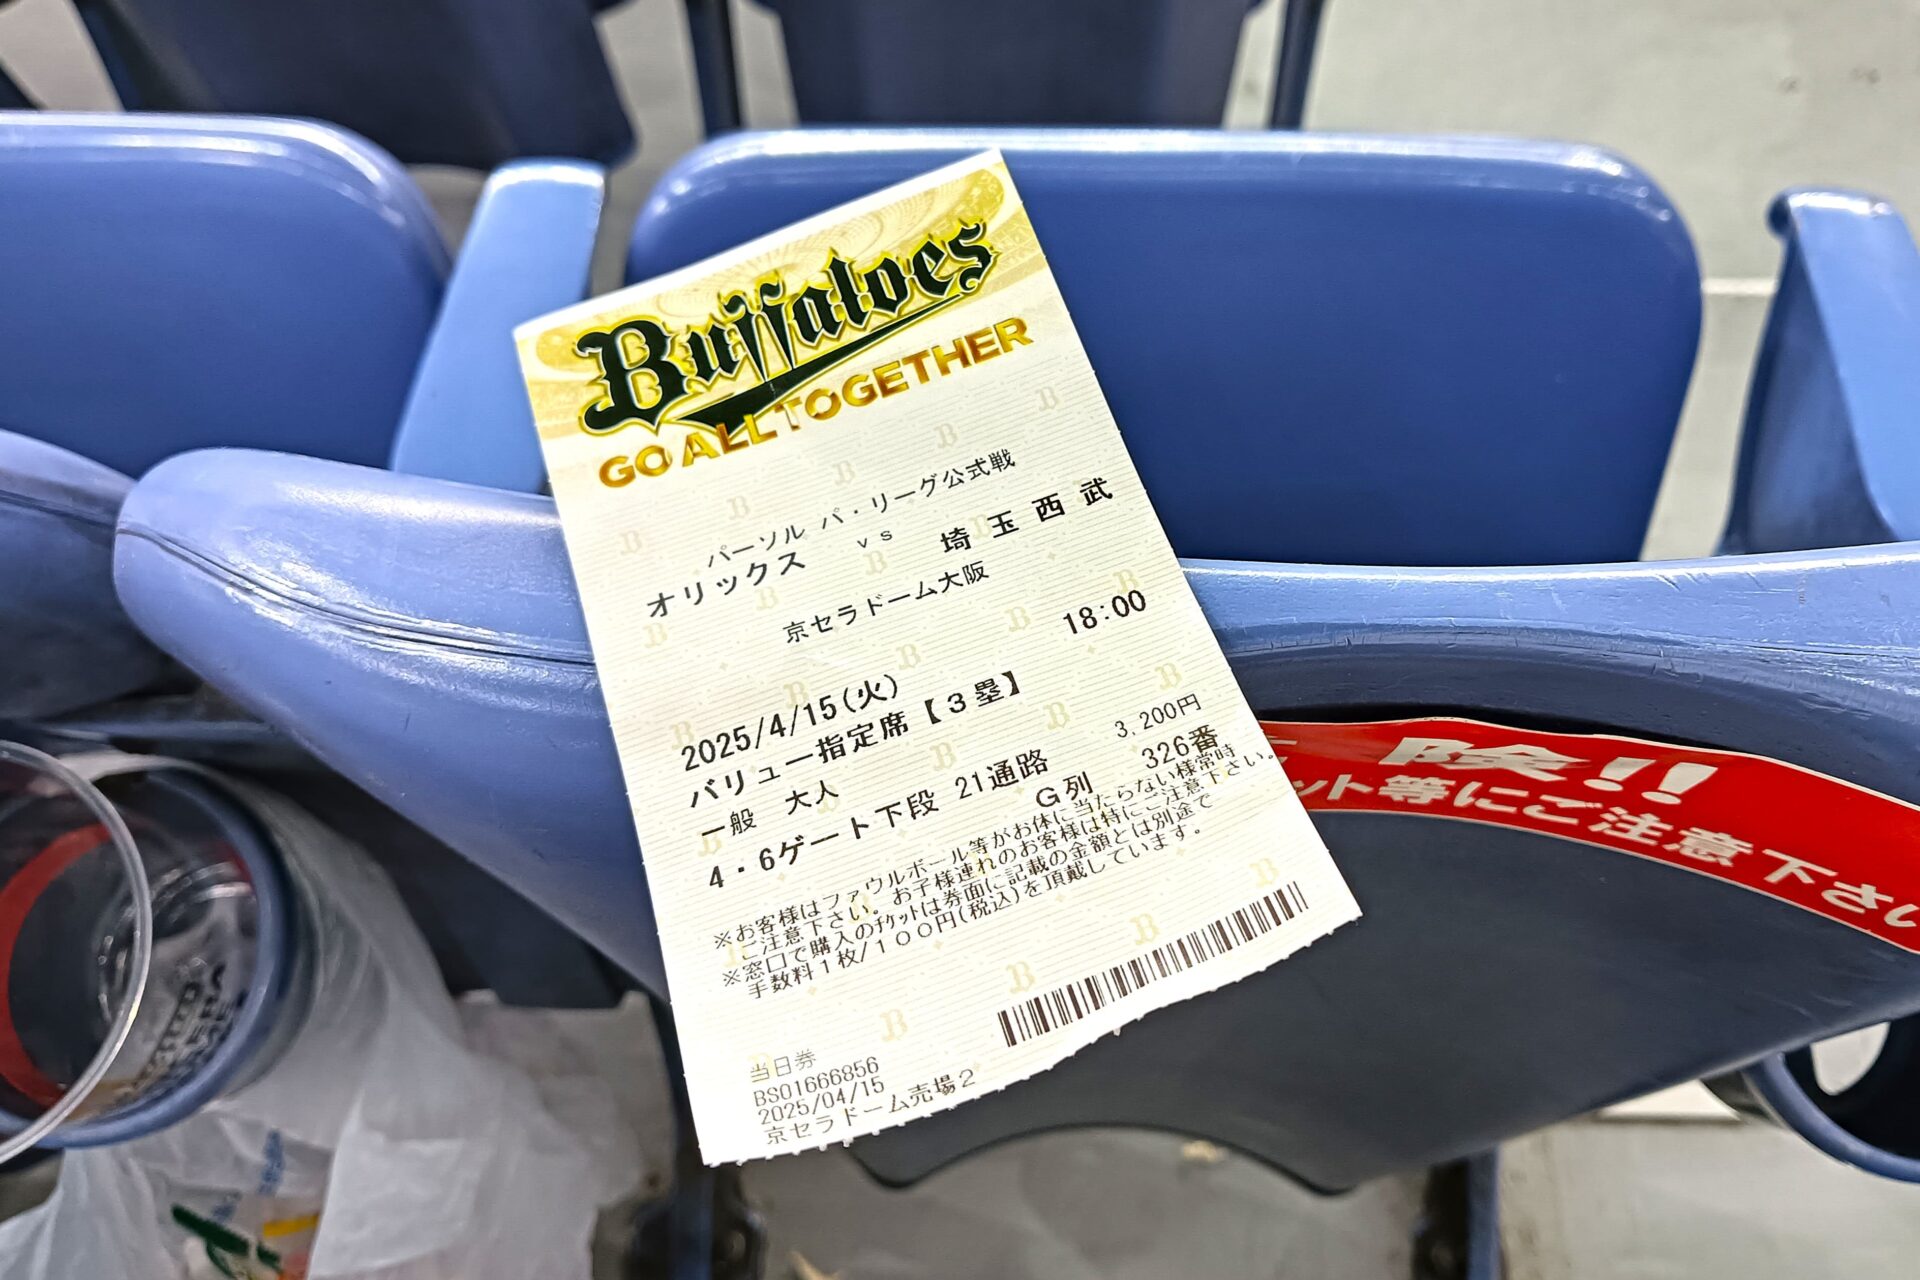 Buffaloes
GO ALL TOGETHER
パーソル パ・リーグ公式戦
オリックス vs 埼玉西武
京セラドーム大阪
2025/4/15(火) 18:00
バリュー指定席【3塁】
一般 大人 3,200円
4・6ゲート下段 21通路 G列 326番
※お客様はファウルボール等がお体に当たらない様常時
ご注意下さい。お子様連れのお客様は特にご注意下さい。
※窓口で購入のﾁｹｯﾄは券面に記載の金額とは別途で
手数料1枚/100円(税込)を頂戴しています。
当日券
BS01666856
2025/04/15
京セラドーム売場2
険!!
ット等にご注意下さい